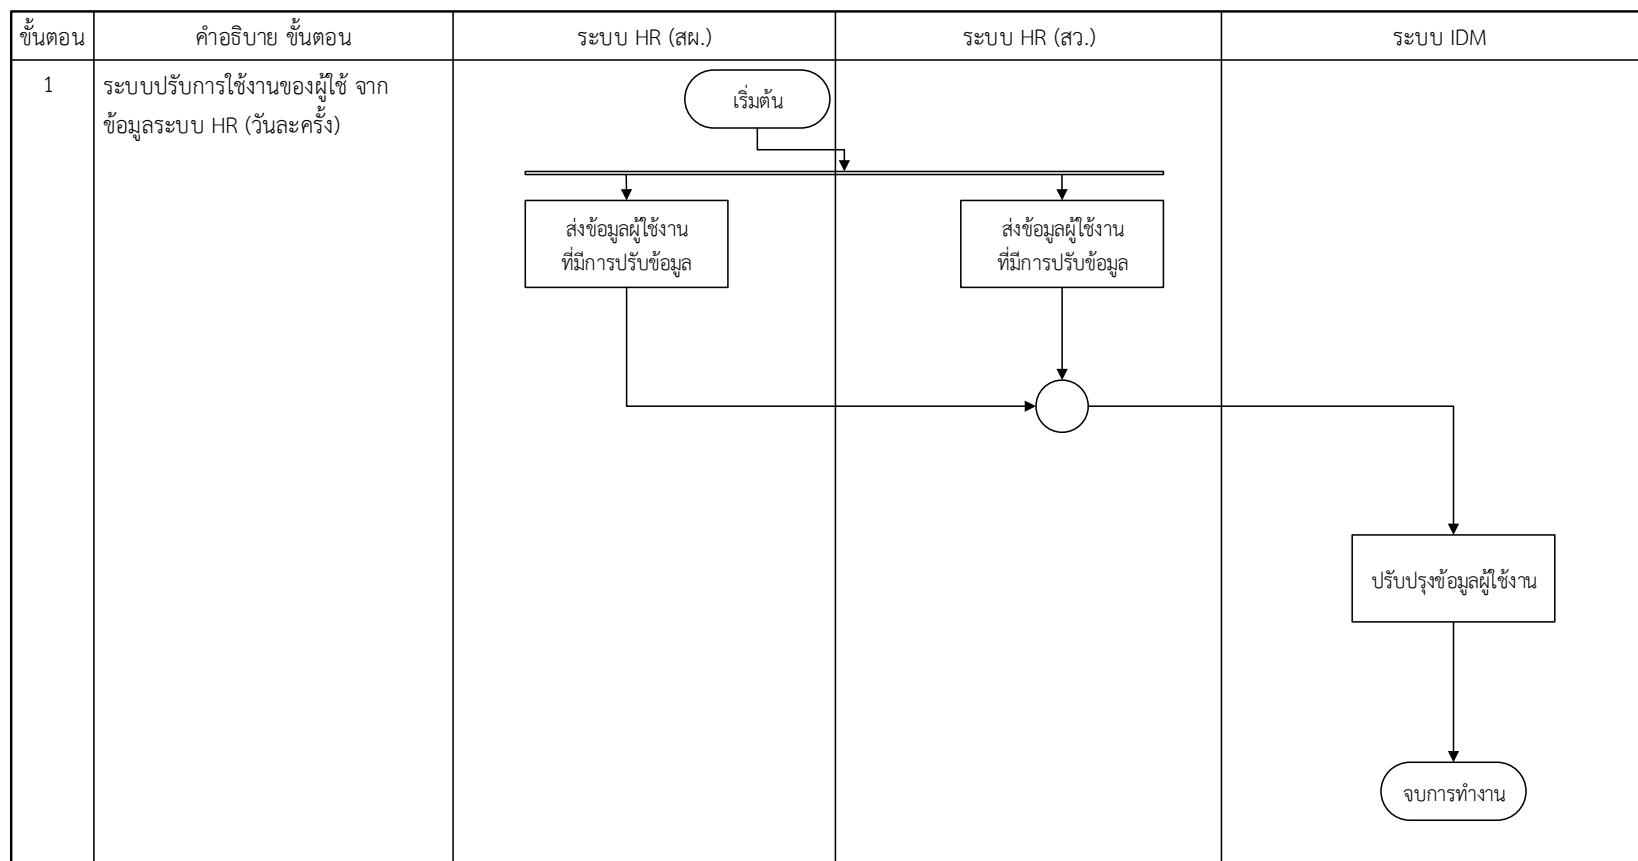 ขั้นตอน
คำอธิบาย ขั้นตอน
ระบบ HR (สผ.)
ระบบ HR (สว.)
ระบบ IDM
1
ระบบปรับการใช้งานของผู้ใช้ จาก
ข้อมูลระบบ HR (วันละครั้ง)
เริ่มต้น
ส่งข้อมูลผู้ใช้งาน
ที่มีการปรับข้อมูล
ส่งข้อมูลผู้ใช้งาน
ที่มีการปรับข้อมูล
ปรับปรุงข้อมูลผู้ใช้งาน
จบการทำงาน